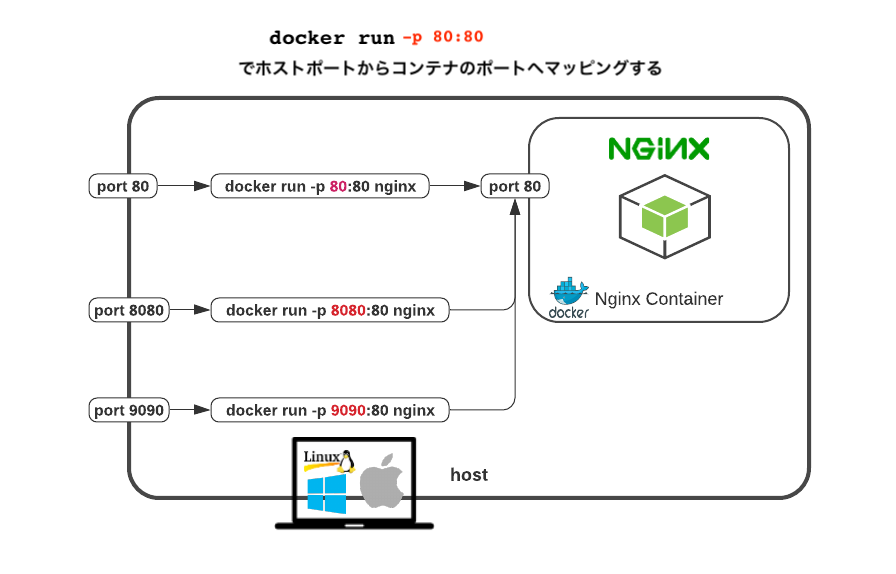 docker run -p 80:80
でホストポートからコンテナのポートへマッピングする
NGINX
port 80
docker run -p 80:80 nginx
port 80
docker
Nginx Container
port 8080
docker run -p 8080:80 nginx
port 9090
docker run -p 9090:80 nginx
Linux
host